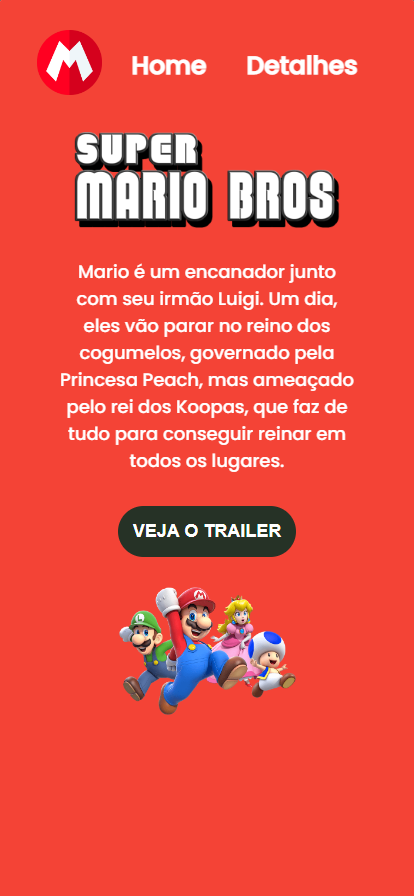 M
Home Detalhes
SUPER
MARIO BROS
Mario é um encanador junto
com seu irmão Luigi. Um dia,
eles vão parar no reino dos
cogumelos, governado pela
Princesa Peach, mas ameaçado
pelo rei dos Koopas, que faz de
tudo para conseguir reinar em
todos os lugares.
VEJA O TRAILER
L
M